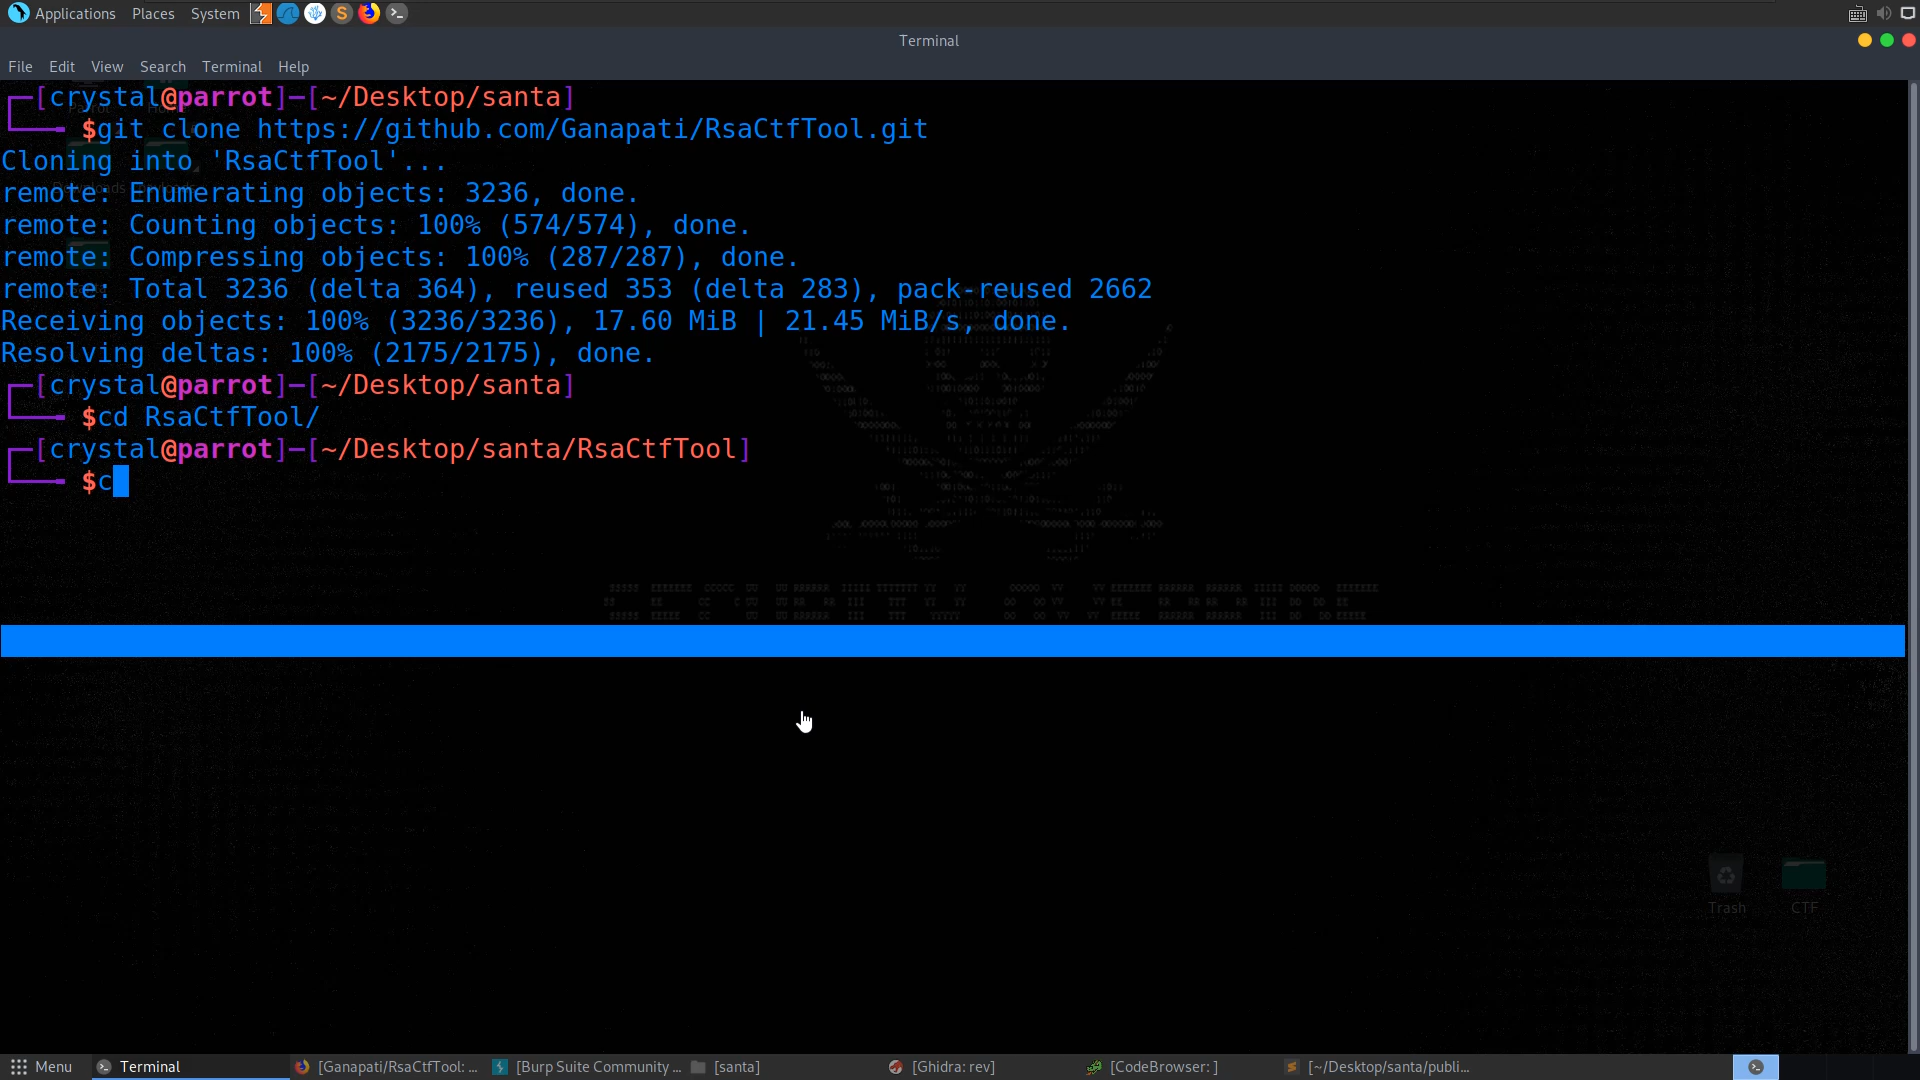 Applications Places System
Terminal
File Edit View Search Terminal Help
┌─[crystal@parrot]─[~/Desktop/santa]
└──╼ $git clone https://github.com/Ganapati/RsaCtfTool.git
Cloning into 'RsaCtfTool'...
remote: Enumerating objects: 3236, done.
remote: Counting objects: 100% (574/574), done.
remote: Compressing objects: 100% (287/287), done.
remote: Total 3236 (delta 364), reused 353 (delta 283), pack-reused 2662
Receiving objects: 100% (3236/3236), 17.60 MiB | 21.45 MiB/s, done.
Resolving deltas: 100% (2175/2175), done.
┌─[crystal@parrot]─[~/Desktop/santa]
└──╼ $cd RsaCtfTool/
┌─[crystal@parrot]─[~/Desktop/santa/RsaCtfTool]
└──╼ $c
Trash CTF
Menu Terminal [Ganapati/RsaCtfTool: ... [Burp Suite Community ... [santa] [Ghidra: rev] [CodeBrowser: ] [~/Desktop/santa/publi...